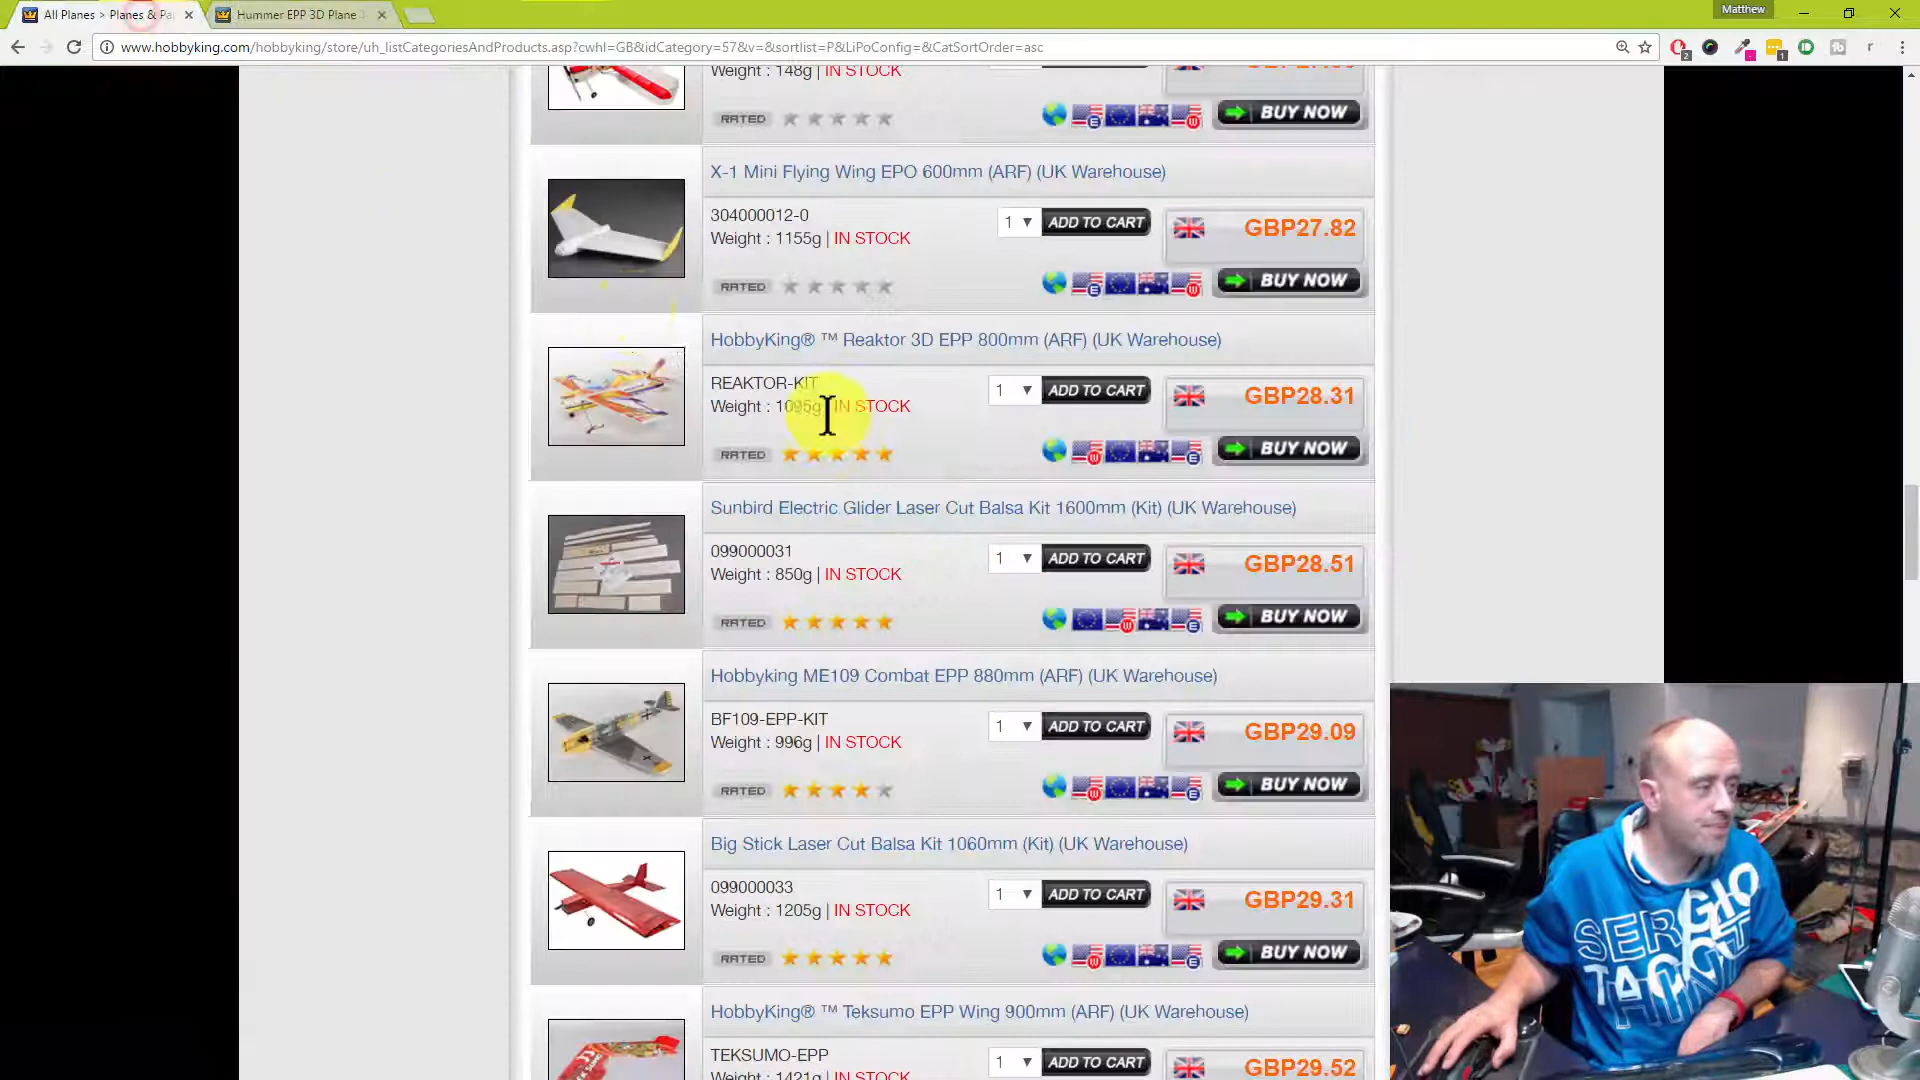 All Planes > Planes & Pa
Hummer EPP 3D Plane
Matthew
www.hobbyking.com/hobbyking/store/uh_listCategoriesAndProducts.asp?cwhl=GB&idCategory=57&v=&sortlist=P&LiPoConfig=&CatSortOrder=asc
Weight : 148g | IN STOCK
RATED
BUY NOW
X-1 Mini Flying Wing EPO 600mm (ARF) (UK Warehouse)
304000012-0
1 ADD TO CART
GBP27.82
Weight : 1155g | IN STOCK
RATED
BUY NOW
HobbyKing® ™ Reaktor 3D EPP 800mm (ARF) (UK Warehouse)
REAKTOR-KIT
1 ADD TO CART
GBP28.31
Weight : 1095g | IN STOCK
RATED
BUY NOW
Sunbird Electric Glider Laser Cut Balsa Kit 1600mm (Kit) (UK Warehouse)
099000031
1 ADD TO CART
GBP28.51
Weight : 850g | IN STOCK
RATED
BUY NOW
Hobbyking ME109 Combat EPP 880mm (ARF) (UK Warehouse)
BF109-EPP-KIT
1 ADD TO CART
GBP29.09
Weight : 996g | IN STOCK
RATED
BUY NOW
Big Stick Laser Cut Balsa Kit 1060mm (Kit) (UK Warehouse)
099000033
1 ADD TO CART
GBP29.31
Weight : 1205g | IN STOCK
RATED
BUY NOW
HobbyKing® ™ Teksumo EPP Wing 900mm (ARF) (UK Warehouse)
TEKSUMO-EPP
1 ADD TO CART
GBP29.52
Weight : 1421g | IN STOCK
SERGIO
TACCHINI